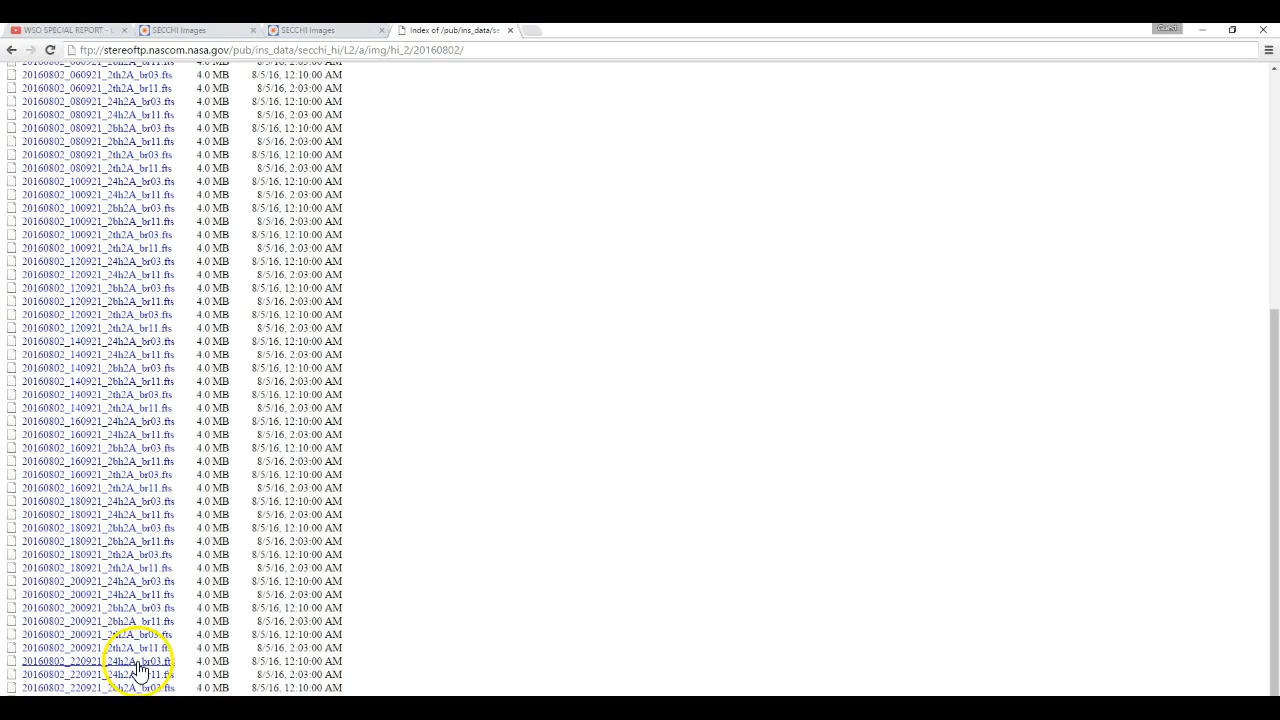 WSO SPECIAL REPORT -
SECCHI Images
SECCHI Images
Index of /pub/ins_data/se
Guest
ftp://stereoftp.nascom.nasa.gov/pub/ins_data/secchi_hi/L2/a/img/hi_2/20160802/
20160802_060921_2bh2A_br11.fts 4.0 MB 8/5/16, 2:03:00 AM
20160802_060921_2th2A_br03.fts 4.0 MB 8/5/16, 12:10:00 AM
20160802_060921_2th2A_br11.fts 4.0 MB 8/5/16, 2:03:00 AM
20160802_080921_24h2A_br03.fts 4.0 MB 8/5/16, 12:10:00 AM
20160802_080921_24h2A_br11.fts 4.0 MB 8/5/16, 2:03:00 AM
20160802_080921_2bh2A_br03.fts 4.0 MB 8/5/16, 12:10:00 AM
20160802_080921_2bh2A_br11.fts 4.0 MB 8/5/16, 2:03:00 AM
20160802_080921_2th2A_br03.fts 4.0 MB 8/5/16, 12:10:00 AM
20160802_080921_2th2A_br11.fts 4.0 MB 8/5/16, 2:03:00 AM
20160802_100921_24h2A_br03.fts 4.0 MB 8/5/16, 12:10:00 AM
20160802_100921_24h2A_br11.fts 4.0 MB 8/5/16, 2:03:00 AM
20160802_100921_2bh2A_br03.fts 4.0 MB 8/5/16, 12:10:00 AM
20160802_100921_2bh2A_br11.fts 4.0 MB 8/5/16, 2:03:00 AM
20160802_100921_2th2A_br03.fts 4.0 MB 8/5/16, 12:10:00 AM
20160802_100921_2th2A_br11.fts 4.0 MB 8/5/16, 2:03:00 AM
20160802_120921_24h2A_br03.fts 4.0 MB 8/5/16, 12:10:00 AM
20160802_120921_24h2A_br11.fts 4.0 MB 8/5/16, 2:03:00 AM
20160802_120921_2bh2A_br03.fts 4.0 MB 8/5/16, 12:10:00 AM
20160802_120921_2bh2A_br11.fts 4.0 MB 8/5/16, 2:03:00 AM
20160802_120921_2th2A_br03.fts 4.0 MB 8/5/16, 12:10:00 AM
20160802_120921_2th2A_br11.fts 4.0 MB 8/5/16, 2:03:00 AM
20160802_140921_24h2A_br03.fts 4.0 MB 8/5/16, 12:10:00 AM
20160802_140921_24h2A_br11.fts 4.0 MB 8/5/16, 2:03:00 AM
20160802_140921_2bh2A_br03.fts 4.0 MB 8/5/16, 12:10:00 AM
20160802_140921_2bh2A_br11.fts 4.0 MB 8/5/16, 2:03:00 AM
20160802_140921_2th2A_br03.fts 4.0 MB 8/5/16, 12:10:00 AM
20160802_140921_2th2A_br11.fts 4.0 MB 8/5/16, 2:03:00 AM
20160802_160921_24h2A_br03.fts 4.0 MB 8/5/16, 12:10:00 AM
20160802_160921_24h2A_br11.fts 4.0 MB 8/5/16, 2:03:00 AM
20160802_160921_2bh2A_br03.fts 4.0 MB 8/5/16, 12:10:00 AM
20160802_160921_2bh2A_br11.fts 4.0 MB 8/5/16, 2:03:00 AM
20160802_160921_2th2A_br03.fts 4.0 MB 8/5/16, 12:10:00 AM
20160802_160921_2th2A_br11.fts 4.0 MB 8/5/16, 2:03:00 AM
20160802_180921_24h2A_br03.fts 4.0 MB 8/5/16, 12:10:00 AM
20160802_180921_24h2A_br11.fts 4.0 MB 8/5/16, 2:03:00 AM
20160802_180921_2bh2A_br03.fts 4.0 MB 8/5/16, 12:10:00 AM
20160802_180921_2bh2A_br11.fts 4.0 MB 8/5/16, 2:03:00 AM
20160802_180921_2th2A_br03.fts 4.0 MB 8/5/16, 12:10:00 AM
20160802_180921_2th2A_br11.fts 4.0 MB 8/5/16, 2:03:00 AM
20160802_200921_24h2A_br03.fts 4.0 MB 8/5/16, 12:10:00 AM
20160802_200921_24h2A_br11.fts 4.0 MB 8/5/16, 2:03:00 AM
20160802_200921_2bh2A_br03.fts 4.0 MB 8/5/16, 12:10:00 AM
20160802_200921_2bh2A_br11.fts 4.0 MB 8/5/16, 2:03:00 AM
20160802_200921_2th2A_br03.fts 4.0 MB 8/5/16, 12:10:00 AM
20160802_200921_2th2A_br11.fts 4.0 MB 8/5/16, 2:03:00 AM
20160802_220921_24h2A_br03.fts 4.0 MB 8/5/16, 12:10:00 AM
20160802_220921_24h2A_br11.fts 4.0 MB 8/5/16, 2:03:00 AM
20160802_220921_2bh2A_br03.fts 4.0 MB 8/5/16, 12:10:00 AM